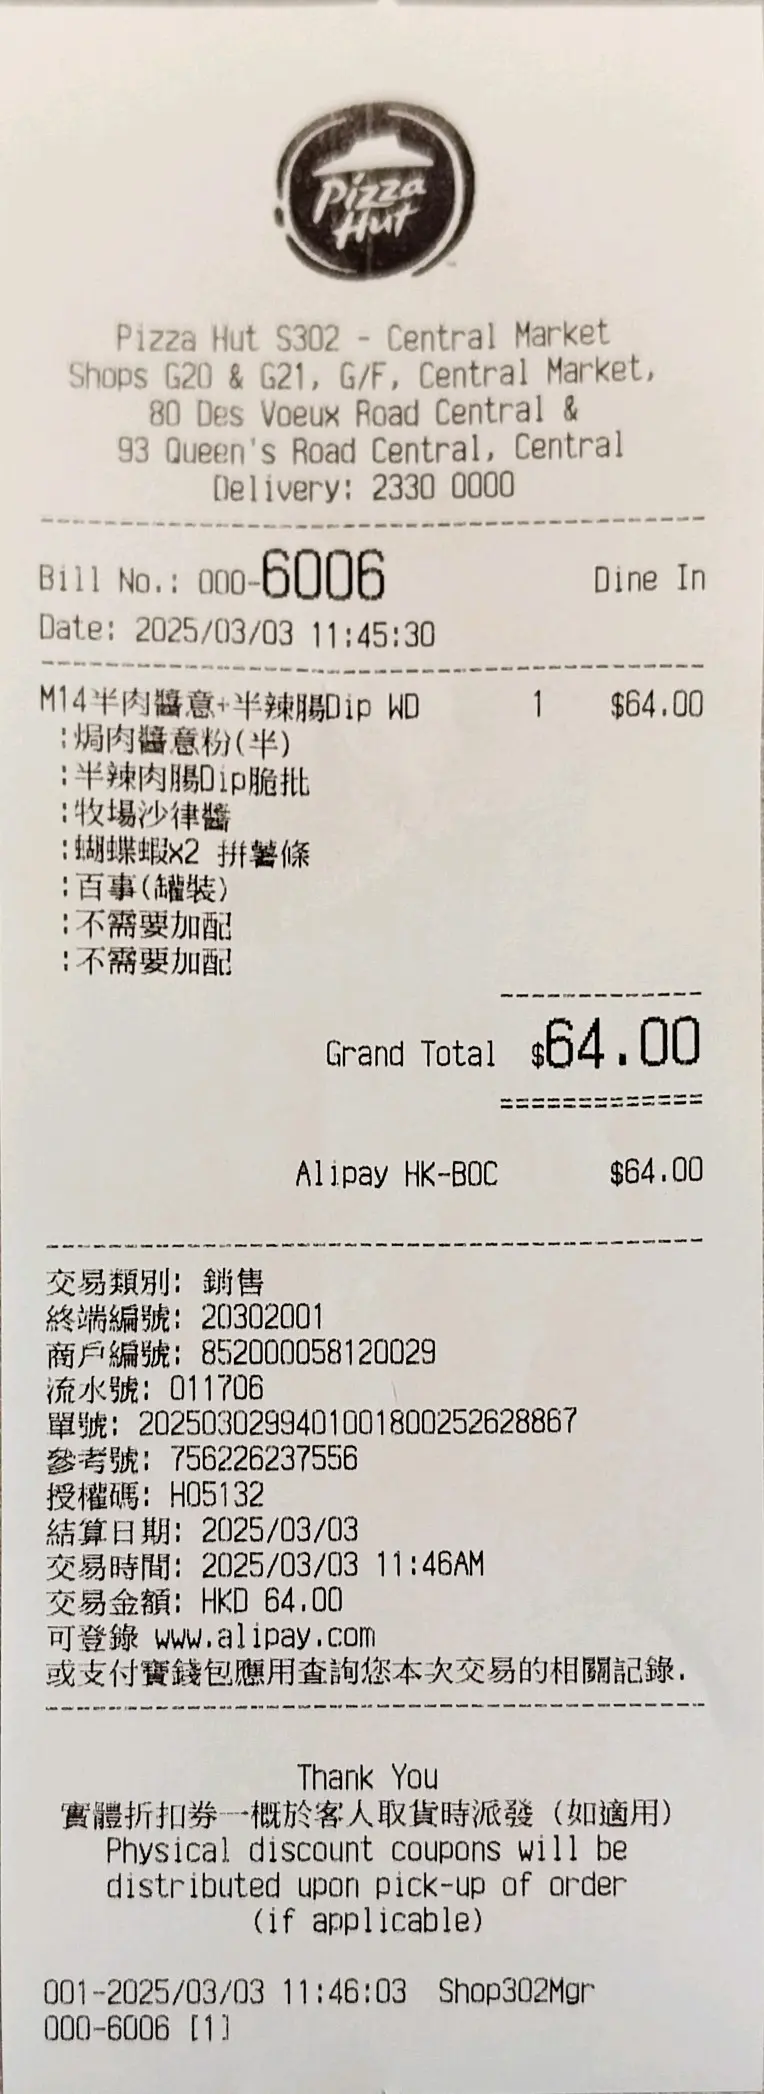 Pizza
Hut
Pizza Hut S302 - Central Market
Shops G20 & G21, G/F, Central Market,
80 Des Voeux Road Central &
93 Queen's Road Central, Central
Delivery: 2330 0000
Bill No.: 000-6006 Dine In
Date: 2025/03/03 11:45:30
M14半肉醬意+半辣腸Dip WD 1 $64.00
:焗肉醬意粉(半)
:半辣肉腸Dip脆批
:牧場沙律醬
:蝴蝶蝦x2 拼薯條
:百事(罐裝)
:不需要加配
:不需要加配
Grand Total $64.00
Alipay HK-BOC $64.00
交易類別: 銷售
終端編號: 20302001
商戶編號: 852000058120029
流水號: 011706
單號: 2025030299401001800252628867
參考號: 756226237556
授權碼: H05132
結算日期: 2025/03/03
交易時間: 2025/03/03 11:46AM
交易金額: HKD 64.00
可登錄 www.alipay.com
或支付寶錢包應用查詢您本次交易的相關記錄.
Thank You
實體折扣券一概於客人取貨時派發 (如適用)
Physical discount coupons will be
distributed upon pick-up of order
(if applicable)
001-2025/03/03 11:46:03 Shop302Mgr
000-6006 [1]